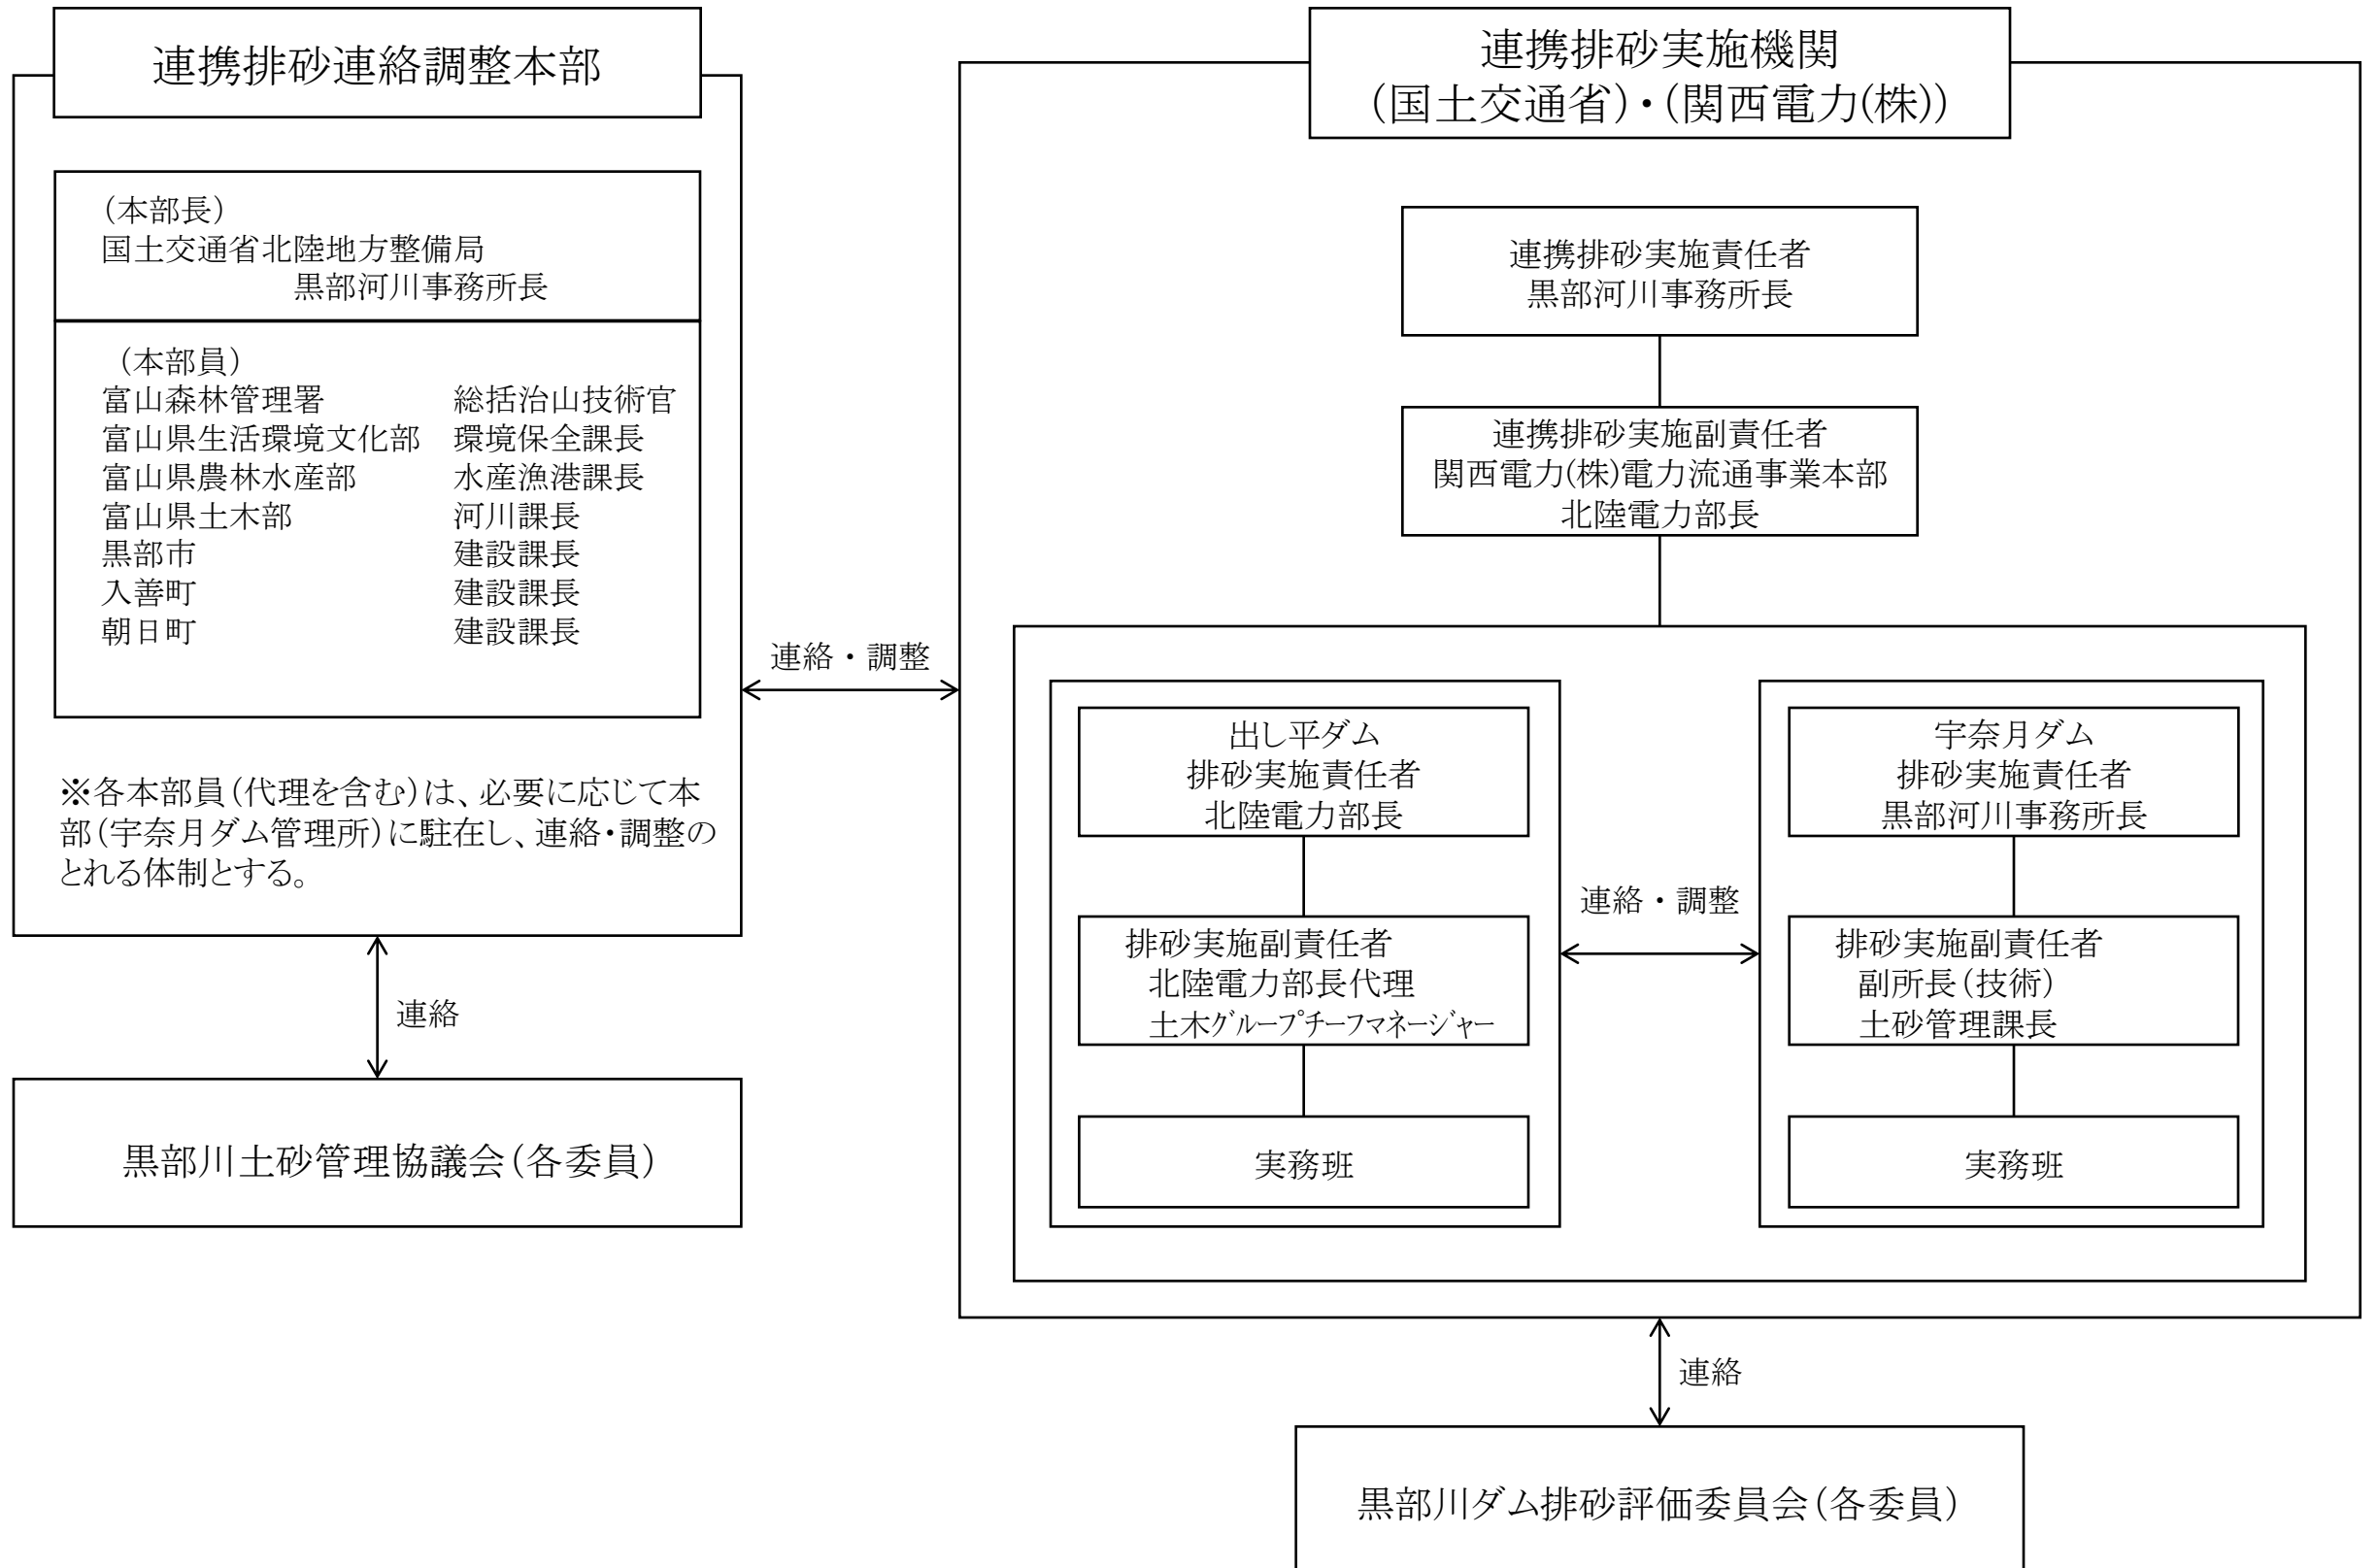 連携排砂連絡調整本部
（本部長）
国土交通省北陸地方整備局
黒部河川事務所長
（本部員）
富山森林管理署　総括治山技術官
富山県生活環境文化部　環境保全課長
富山県農林水産部　水産漁港課長
富山県土木部　河川課長
黒部市　建設課長
入善町　建設課長
朝日町　建設課長
※各本部員（代理を含む）は、必要に応じて本
部（宇奈月ダム管理所）に駐在し、連絡・調整の
とれる体制とする。
連絡
黒部川土砂管理協議会（各委員）
連絡・調整
連携排砂実施機関
（国土交通省）・（関西電力(株)）
連携排砂実施責任者
黒部河川事務所長
連携排砂実施副責任者
関西電力(株)電力流通事業本部
北陸電力部長
出し平ダム
排砂実施責任者
北陸電力部長
排砂実施副責任者
北陸電力部長代理
土木ｸﾞﾙｰﾌﾟﾁｰﾌﾏﾈｰｼﾞｬｰ
実務班
連絡・調整
宇奈月ダム
排砂実施責任者
黒部河川事務所長
排砂実施副責任者
副所長（技術）
土砂管理課長
実務班
連絡
黒部川ダム排砂評価委員会（各委員）